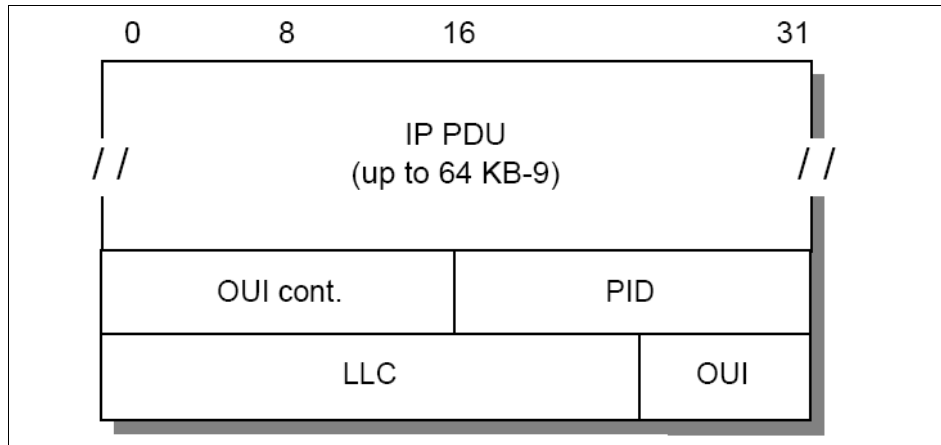 0 8 16 31
IP PDU
(up to 64 KB-9)
// //
OUI cont. PID
LLC OUI